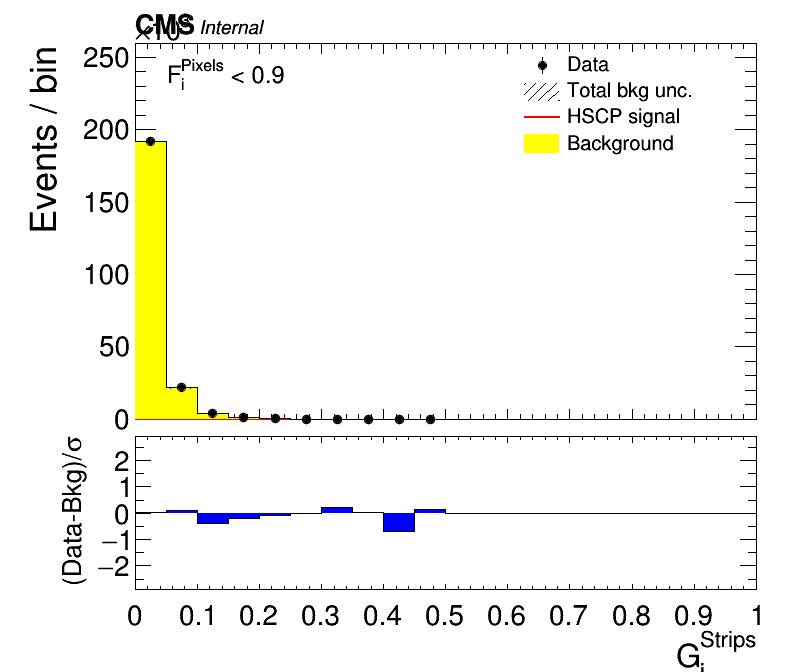 CMS Internal
×10³
F_i^Pixels < 0.9
Data
Total bkg unc.
HSCP signal
Background
Events / bin
250
200
150
100
50
0
(Data-Bkg)/σ
2
1
0
−1
−2
0 0.1 0.2 0.3 0.4 0.5 0.6 0.7 0.8 0.9 1
G_i^Strips